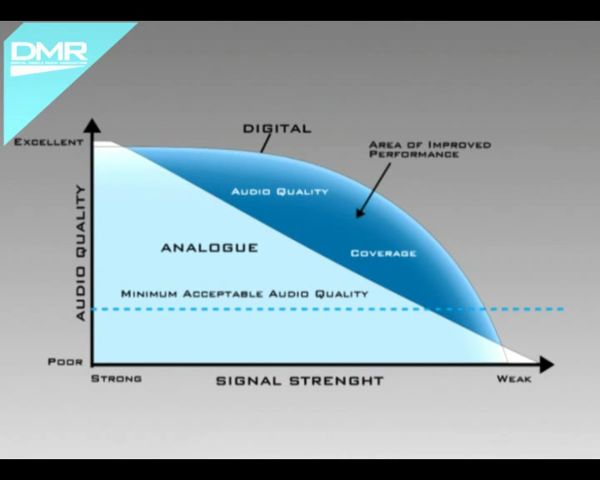 DMR
DIGITAL
EXCELLENT
AREA OF IMPROVED
PERFORMANCE
AUDIO QUALITY
AUDIO QUALITY
ANALOGUE
COVERAGE
MINIMUM ACCEPTABLE AUDIO QUALITY
POOR
STRONG
SIGNAL STRENGHT
WEAK